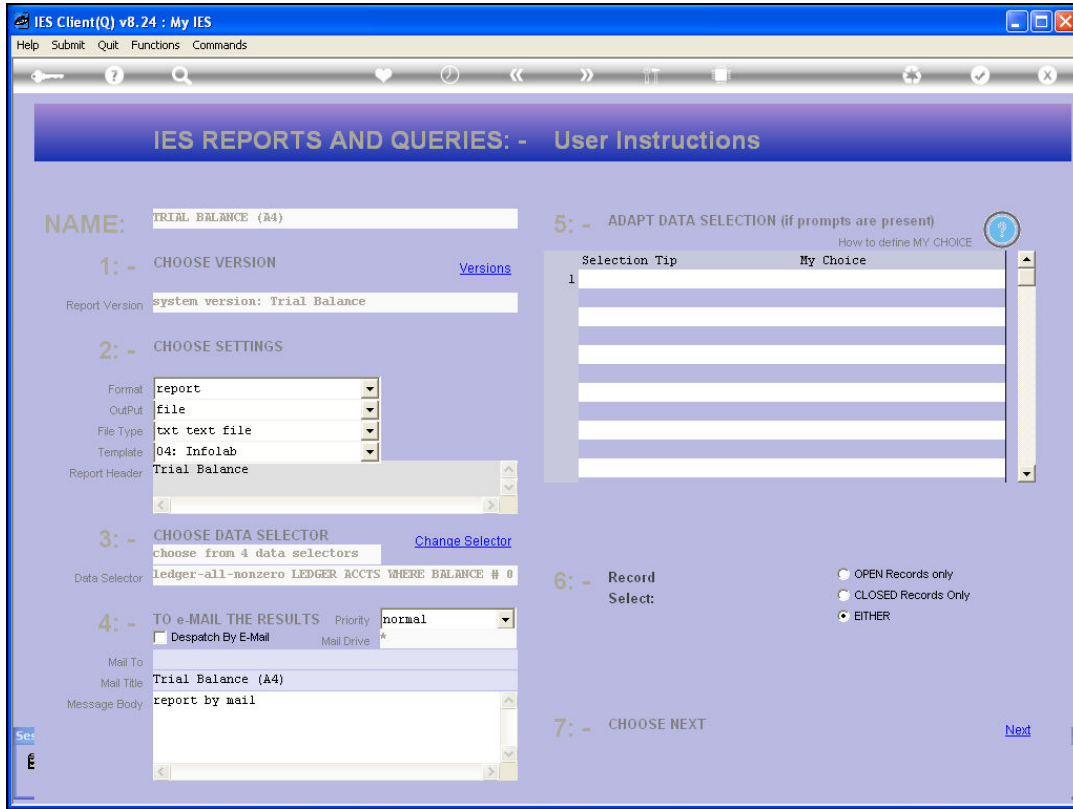 IES Client(Q) v8.24 : My IES
Help Submit Quit Functions Commands
IES REPORTS AND QUERIES: - User Instructions
NAME: TRIAL BALANCE (A4)
1: - CHOOSE VERSION Versions
Report Version system version: Trial Balance
2: - CHOOSE SETTINGS
Format report
OutPut file
File Type txt text file
Template 04: Infolab
Report Header Trial Balance
3: - CHOOSE DATA SELECTOR Change Selector
choose from 4 data selectors
Data Selector ledger-all-nonzero LEDGER ACCTS WHERE BALANCE # 0
4: - TO e-MAIL THE RESULTS Priority normal
Despatch By E-Mail Mail Drive *
Mail To
Mail Title Trial Balance (A4)
Message Body report by mail
5: - ADAPT DATA SELECTION (if prompts are present)
How to define MY CHOICE ?
Selection Tip My Choice
1
6: - Record Select:
OPEN Records only
CLOSED Records Only
EITHER
7: - CHOOSE NEXT Next
Ses